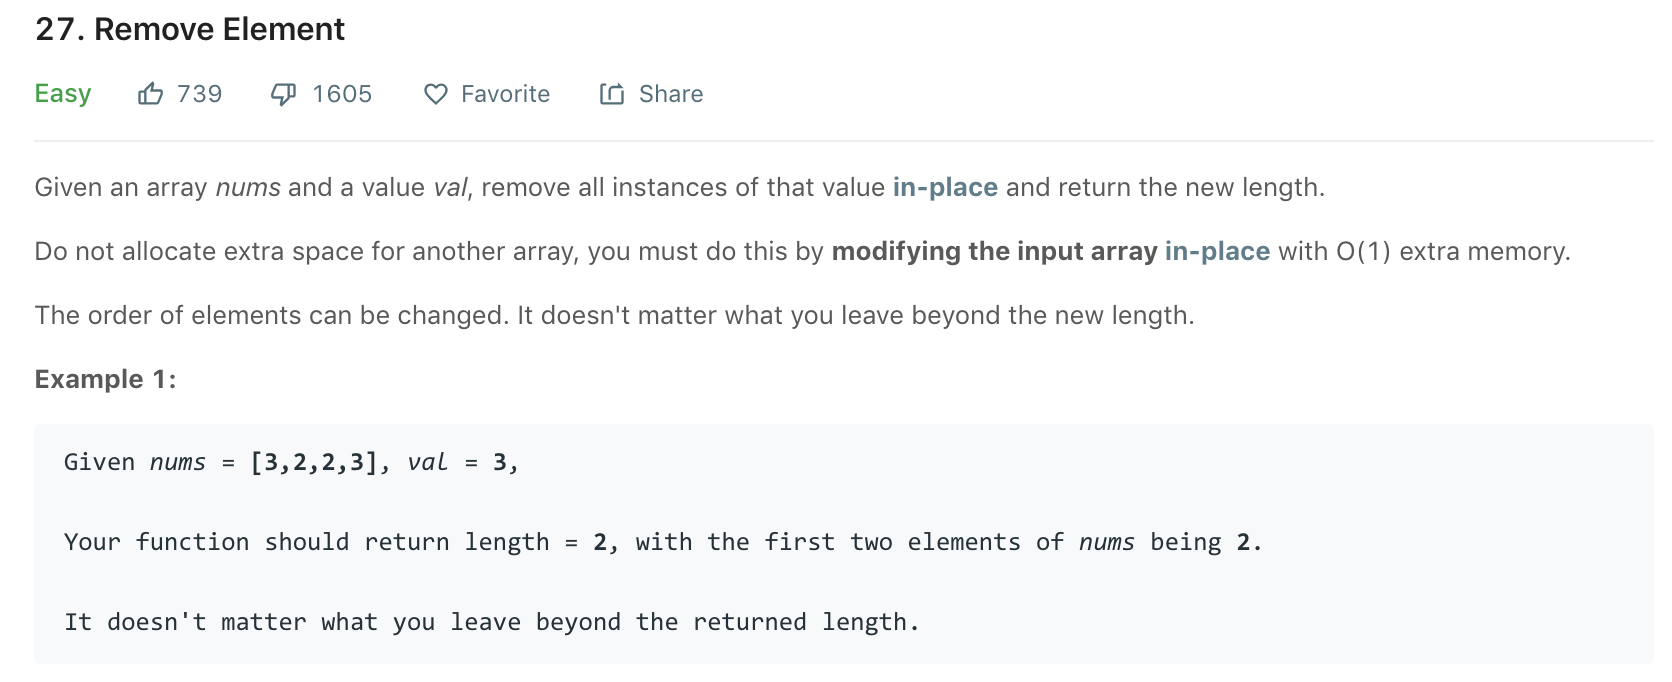 27. Remove Element
Easy 739 1605 Favorite Share
Given an array nums and a value val, remove all instances of that value in-place and return the new length.
Do not allocate extra space for another array, you must do this by modifying the input array in-place with O(1) extra memory.
The order of elements can be changed. It doesn't matter what you leave beyond the new length.
Example 1:
Given nums = [3,2,2,3], val = 3,
Your function should return length = 2, with the first two elements of nums being 2.
It doesn't matter what you leave beyond the returned length.